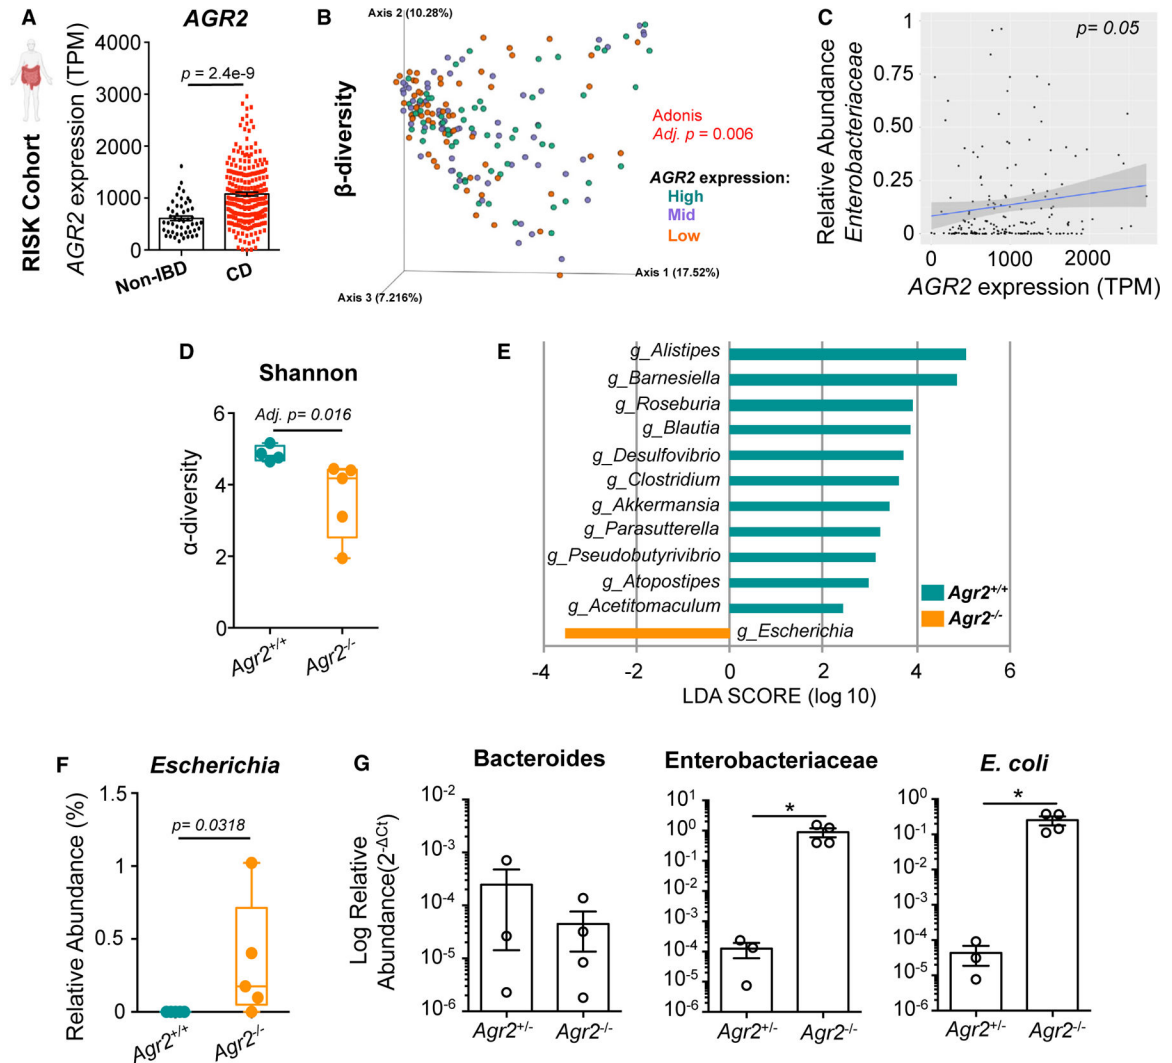 A
RISK Cohort
AGR2
AGR2 expression (TPM)
4000
3000
2000
1000
0
p = 2.4e-9
Non-IBD
CD
B
Axis 2 (10.28%)
β-diversity
Adonis
Adj. p = 0.006
AGR2 expression:
High
Mid
Low
Axis 1 (17.52%)
Axis 3 (7.216%)
C
Relative Abundance
Enterobacteriaceae
1
0.75
0.50
0.25
0
p= 0.05
0
1000
2000
AGR2 expression (TPM)
D
Shannon
α-diversity
6
4
2
0
Adj. p= 0.016
Agr2+/+
Agr2-/-
E
g_Alistipes
g_Barnesiella
g_Roseburia
g_Blautia
g_Desulfovibrio
g_Clostridium
g_Akkermansia
g_Parasutterella
g_Pseudobutyrivibrio
g_Atopostipes
g_Acetitomaculum
g_Escherichia
Agr2+/+
Agr2-/-
-4
-2
0
2
4
6
LDA SCORE (log 10)
F
Escherichia
Relative Abundance (%)
1.5
1
0.5
0
p= 0.0318
Agr2+/+
Agr2-/-
G
Bacteroides
Log Relative
Abundance(2-ΔCt)
10-2
10-3
10-4
10-5
10-6
Agr2+/-
Agr2-/-
Enterobacteriaceae
101
100
10-1
10-2
10-3
10-4
10-5
10-6
*
Agr2+/-
Agr2-/-
E. coli
100
10-1
10-2
10-3
10-4
10-5
10-6
*
Agr2+/-
Agr2-/-